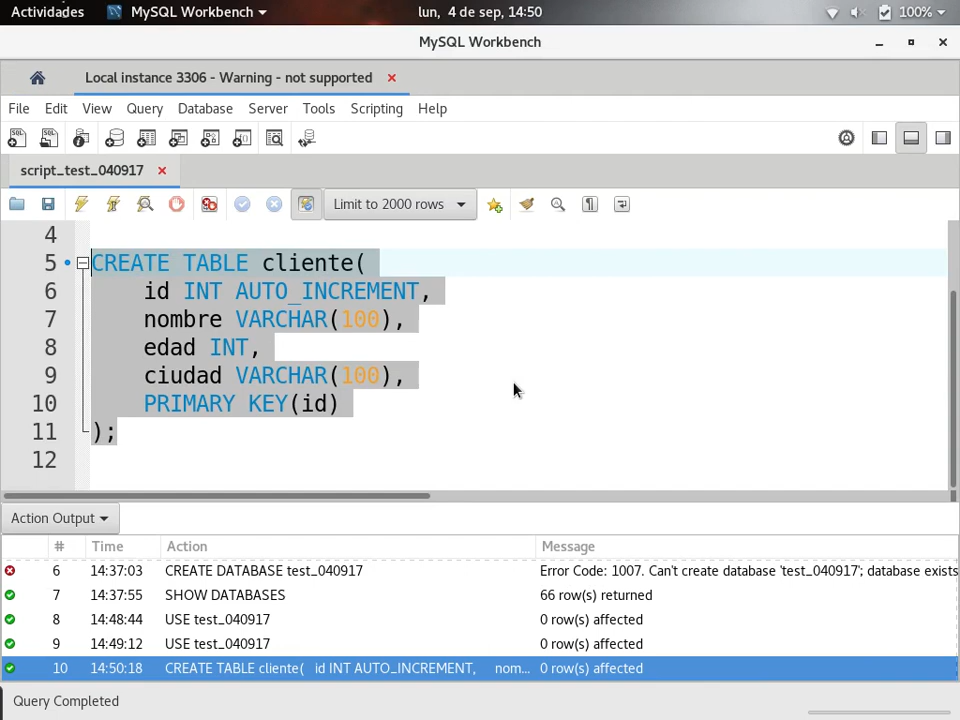 Actividades MySQL Workbench lun, 4 de sep, 14:50 100%
MySQL Workbench
Local instance 3306 - Warning - not supported
File Edit View Query Database Server Tools Scripting Help
script_test_040917
Limit to 2000 rows
4
5 CREATE TABLE cliente(
6 id INT AUTO_INCREMENT,
7 nombre VARCHAR(100),
8 edad INT,
9 ciudad VARCHAR(100),
10 PRIMARY KEY(id)
11 );
12
Action Output
# Time Action Message
6 14:37:03 CREATE DATABASE test_040917 Error Code: 1007. Can't create database 'test_040917'; database exists
7 14:37:55 SHOW DATABASES 66 row(s) returned
8 14:48:44 USE test_040917 0 row(s) affected
9 14:49:12 USE test_040917 0 row(s) affected
10 14:50:18 CREATE TABLE cliente( id INT AUTO_INCREMENT, nom... 0 row(s) affected
Query Completed